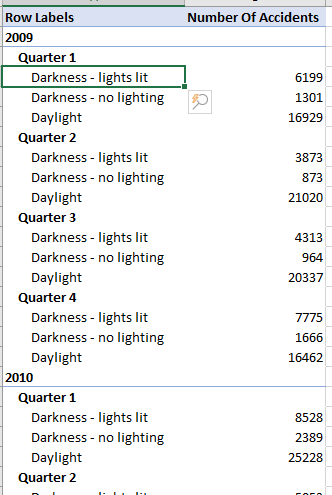 Row Labels Number Of Accidents
2009
Quarter 1
Darkness - lights lit 6199
Darkness - no lighting 1301
Daylight 16929
Quarter 2
Darkness - lights lit 3873
Darkness - no lighting 873
Daylight 21020
Quarter 3
Darkness - lights lit 4313
Darkness - no lighting 964
Daylight 20337
Quarter 4
Darkness - lights lit 7775
Darkness - no lighting 1666
Daylight 16462
2010
Quarter 1
Darkness - lights lit 8528
Darkness - no lighting 2389
Daylight 25228
Quarter 2